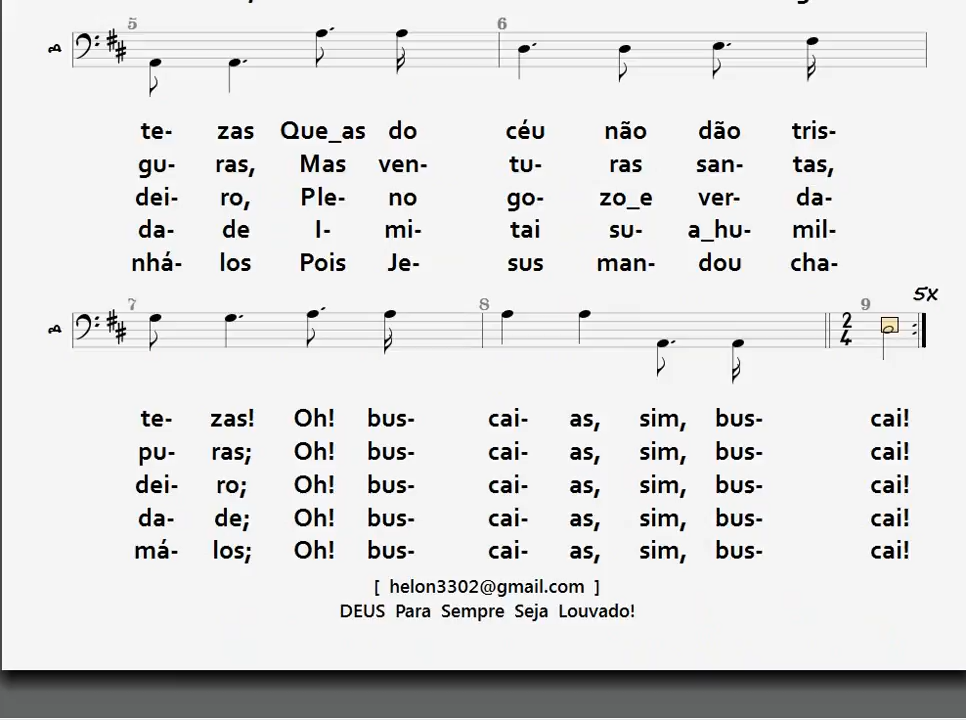 5 6
te- zas Que_as do céu não dão tris-
gu- ras, Mas ven- tu- ras san- tas,
dei- ro, Ple- no go- zo_e ver- da-
da- de I- mi- tai su- a_hu- mil-
nhá- los Pois Je- sus man- dou cha-
5X
7 8 9
2
4
te- zas! Oh! bus- cai- as, sim, bus- cai!
pu- ras; Oh! bus- cai- as, sim, bus- cai!
dei- ro; Oh! bus- cai- as, sim, bus- cai!
da- de; Oh! bus- cai- as, sim, bus- cai!
má- los; Oh! bus- cai- as, sim, bus- cai!
[ helon3302@gmail.com ]
DEUS Para Sempre Seja Louvado!